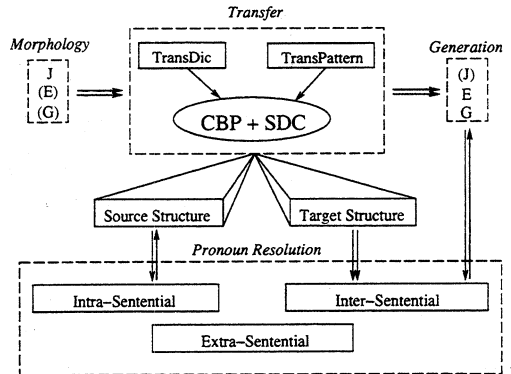 Transfer
Morphology
J
(E)
(G)
TransDic
TransPattern
CBP + SDC
Generation
(J)
E
G
Source Structure
Target Structure
Pronoun Resolution
Intra−Sentential
Inter−Sentential
Extra−Sentential